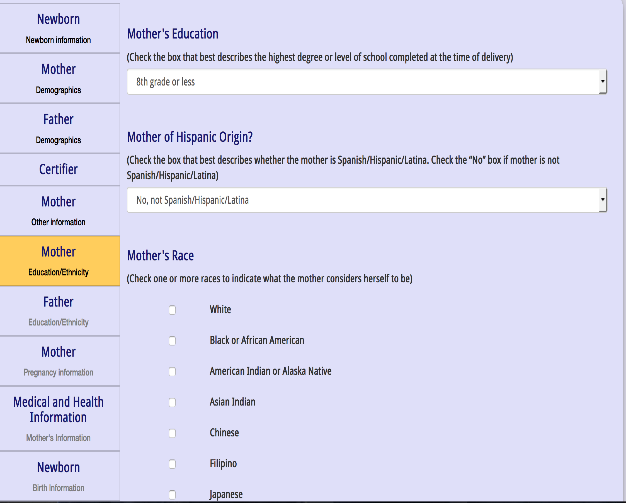 Newborn
Newborn information
Mother
Demographics
Father
Demographics
Certifier
Mother
Other information
Mother
Education/Ethnicity
Father
Education/Ethnicity
Mother
Pregnancy information
Medical and Health
Information
Mother's Information
Newborn
Birth Information
Mother's Education
(Check the box that best describes the highest degree or level of school completed at the time of delivery)
8th grade or less
Mother of Hispanic Origin?
(Check the box that best describes whether the mother is Spanish/Hispanic/Latina. Check the “No” box if mother is not
Spanish/Hispanic/Latina)
No, not Spanish/Hispanic/Latina
Mother's Race
(Check one or more races to indicate what the mother considers herself to be)
White
Black or African American
American Indian or Alaska Native
Asian Indian
Chinese
Filipino
Japanese